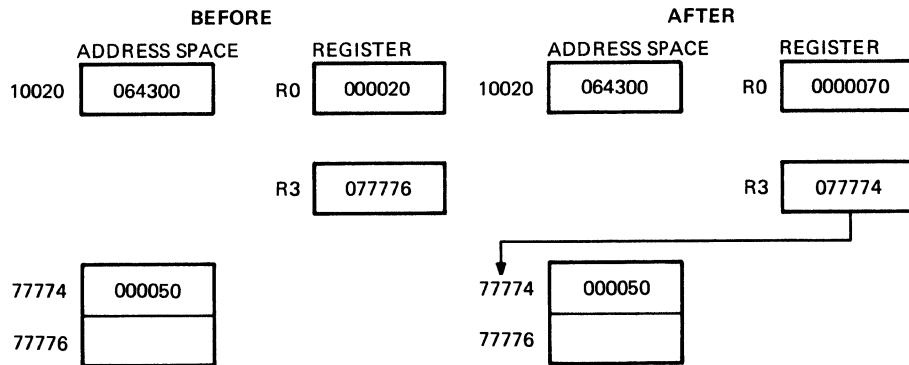 BEFORE AFTER
ADDRESS SPACE REGISTER ADDRESS SPACE REGISTER
10020 064300 R0 000020 10020 064300 R0 0000070
R3 077776 R3 077774
77774 000050 77774 000050
77776 77776